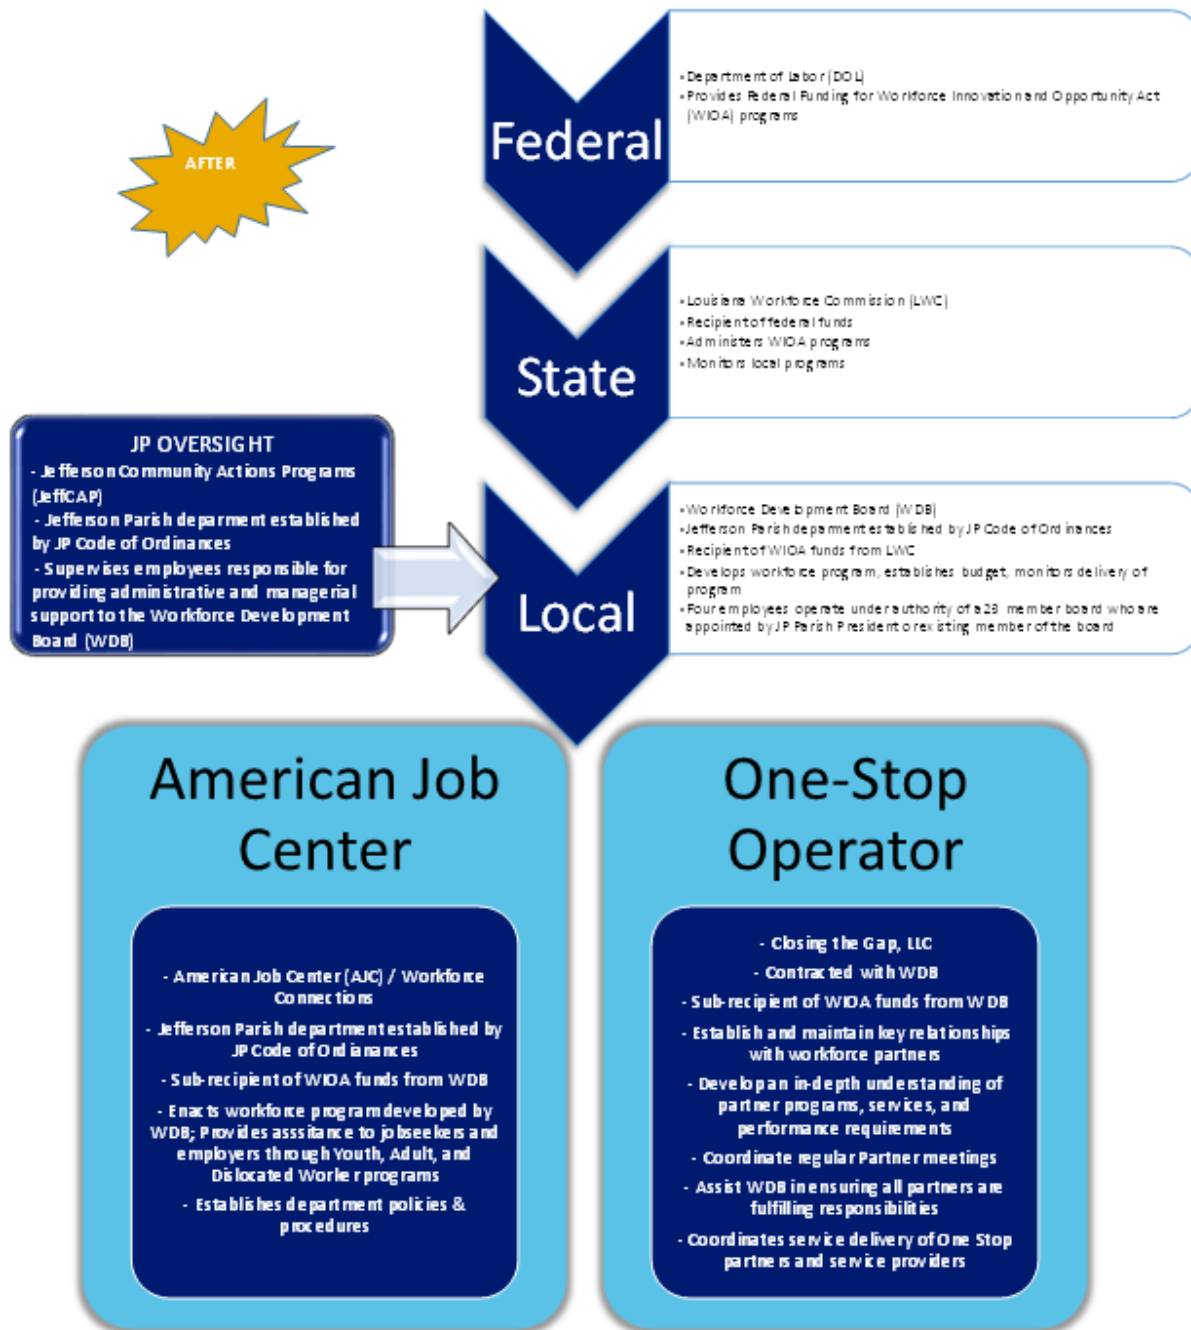 Federal
- Department of Labor (DOL)
- Provides Federal Funding for Workforce Innovation and Opportunity Act
(WIOA) programs
AFTER
State
- Louisiana Workforce Commission (LWC)
- Recipient of federal funds
- Administers WIOA programs
- Monitors local programs
JP OVERSIGHT
- Jefferson Community Actions Programs
(JeffCAP)
- Jefferson Parish deparment established
by JP Code of Ordinances
- Supervises employees responsible for
providing administrative and managerial
support to the Workforce Development
Board (WDB)
Local
- Workforce Development Board (WDB)
- Jefferson Parish deparment established by JP Code of Ordinances
- Recipient of WIOA funds from LWC
- Develops workforce program, establishes budget, monitors delivery of
program
- Four employees operate under authority of a 23 member board who are
appointed by JP Parish President or existing member of the board
American Job
Center
- American Job Center (AJC) / Workforce
Connections
- Jefferson Parish department established by
JP Code of Ordianances
- Sub-recipient of WIOA funds from WDB
- Enacts workforce program developed by
WDB; Provides asssitance to jobseekers and
employers through Youth, Adult, and
Dislocated Worker programs
- Establishes department policies &
procedures
One-Stop
Operator
- Closing the Gap, LLC
- Contracted with WDB
- Sub-recipient of WIOA funds from WDB
- Establish and maintain key relationships
with workforce partners
- Develop an in-depth understanding of
partner programs, services, and
performance requirements
- Coordinate regular Partner meetings
- Assist WDB in ensuring all partners are
fulfilling responsibilities
- Coordinates service delivery of One Stop
partners and service providers